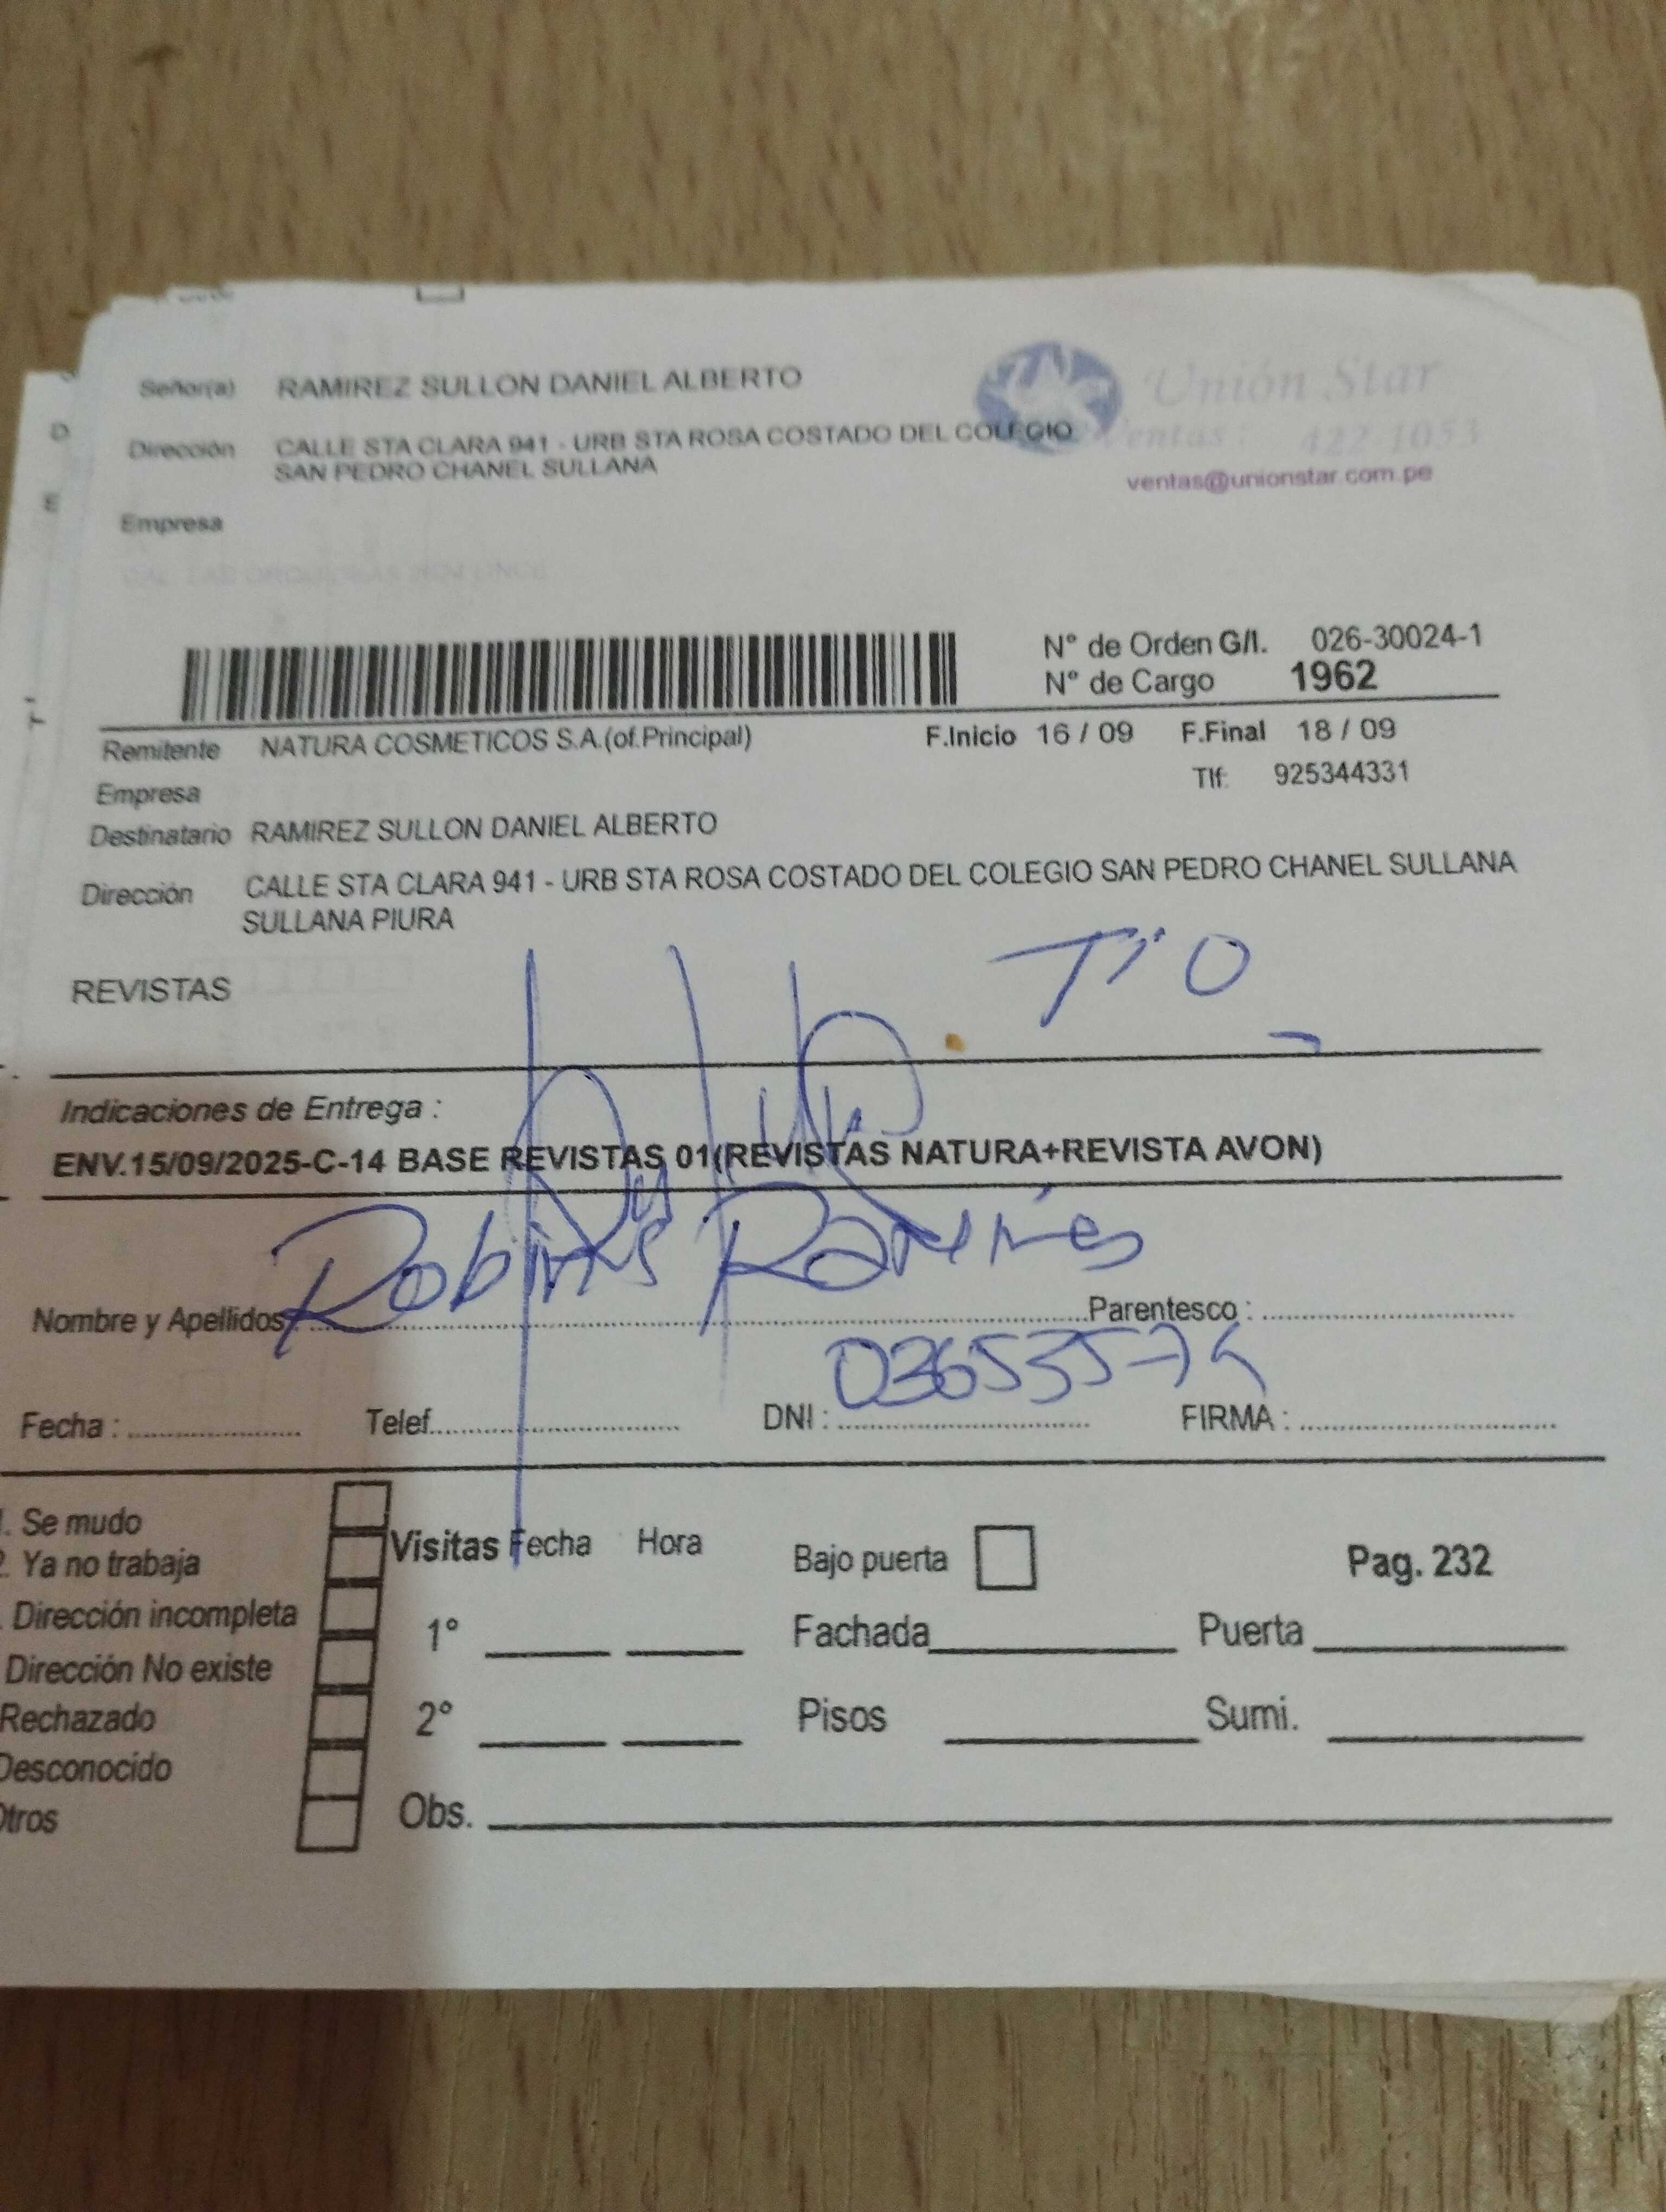 Señor(a) RAMIREZ SULLON DANIEL ALBERTO
Unión Star
Dirección CALLE STA CLARA 941 - URB STA ROSA COSTADO DEL COLEGIO
SAN PEDRO CHANEL SULLANA
Ventas: 422 1053
ventas@unionstar.com.pe
Empresa
N° de Orden G/I. 026-30024-1
N° de Cargo 1962
Remitente NATURA COSMETICOS S.A.(of.Principal) F.Inicio 16 / 09 F.Final 18 / 09
Tlf: 925344331
Empresa
Destinatario RAMIREZ SULLON DANIEL ALBERTO
Dirección CALLE STA CLARA 941 - URB STA ROSA COSTADO DEL COLEGIO SAN PEDRO CHANEL SULLANA
SULLANA PIURA
Tio
REVISTAS
Indicaciones de Entrega :
ENV.15/09/2025-C-14 BASE REVISTAS 01(REVISTAS NATURA+REVISTA AVON)
Nombre y Apellidos: Parentesco :
Fecha : Telef. DNI : FIRMA :
1. Se mudo
2. Ya no trabaja
Dirección incompleta
Dirección No existe
Rechazado
Desconocido
Otros
Visitas Fecha Hora Bajo puerta Pag. 232
1° Fachada Puerta
2° Pisos Sumi.
Obs.